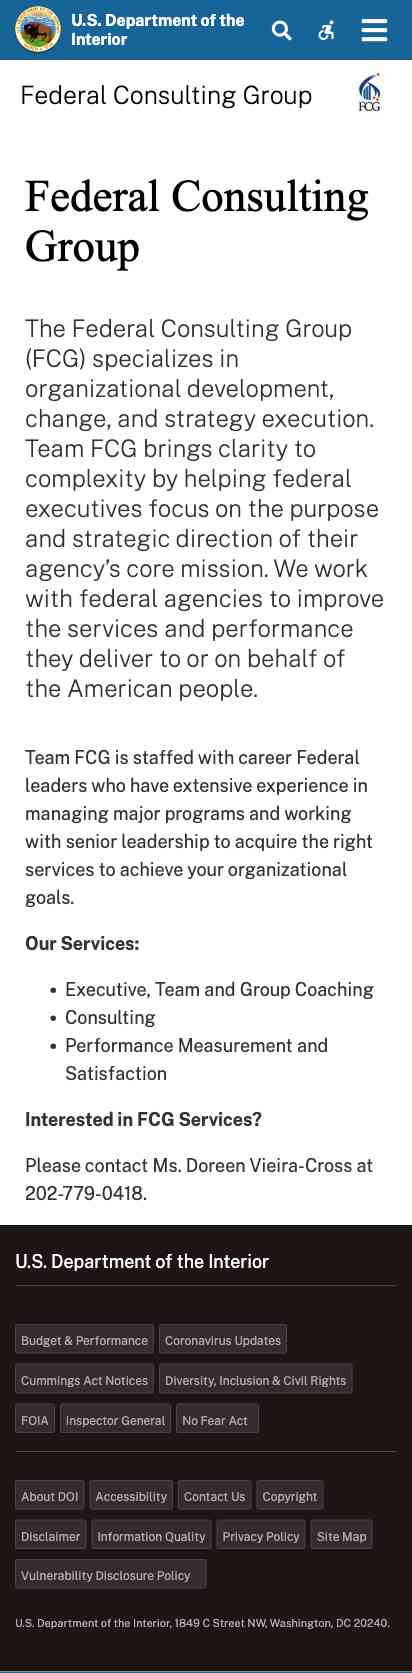 U.S. Department of the
Interior
Federal Consulting Group
FCG
Federal Consulting
Group
The Federal Consulting Group
(FCG) specializes in
organizational development,
change, and strategy execution.
Team FCG brings clarity to
complexity by helping federal
executives focus on the purpose
and strategic direction of their
agency’s core mission. We work
with federal agencies to improve
the services and performance
they deliver to or on behalf of
the American people.
Team FCG is staffed with career Federal
leaders who have extensive experience in
managing major programs and working
with senior leadership to acquire the right
services to achieve your organizational
goals.
Our Services:
• Executive, Team and Group Coaching
• Consulting
• Performance Measurement and
Satisfaction
Interested in FCG Services?
Please contact Ms. Doreen Vieira-Cross at
202-779-0418.
U.S. Department of the Interior
Budget & Performance Coronavirus Updates
Cummings Act Notices Diversity, Inclusion & Civil Rights
FOIA Inspector General No Fear Act
About DOI Accessibility Contact Us Copyright
Disclaimer Information Quality Privacy Policy Site Map
Vulnerability Disclosure Policy
U.S. Department of the Interior, 1849 C Street NW, Washington, DC 20240.